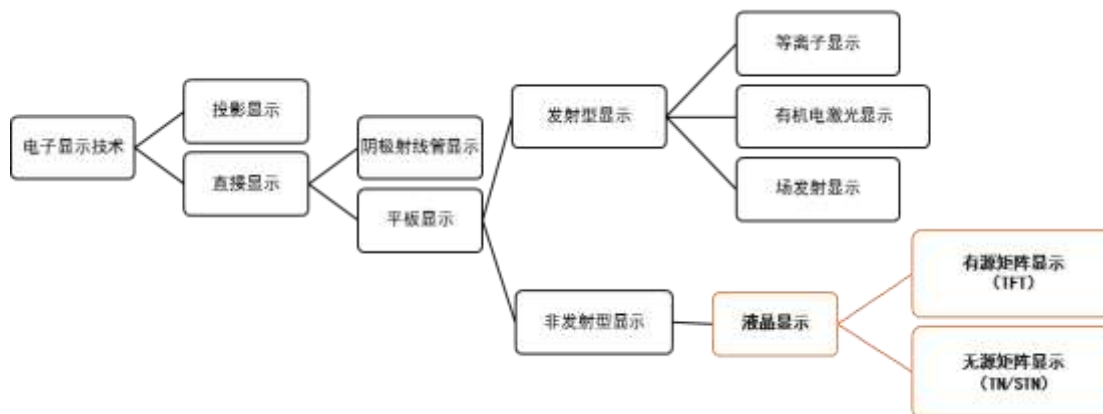 等离子显示
投影显示
发射型显示
有机电激光显示
电子显示技术
阴极射线管显示
直接显示
场发射显示
平板显示
有源矩阵显示
（TFT）
非发射型显示
液晶显示
无源矩阵显示
（TN/STN）